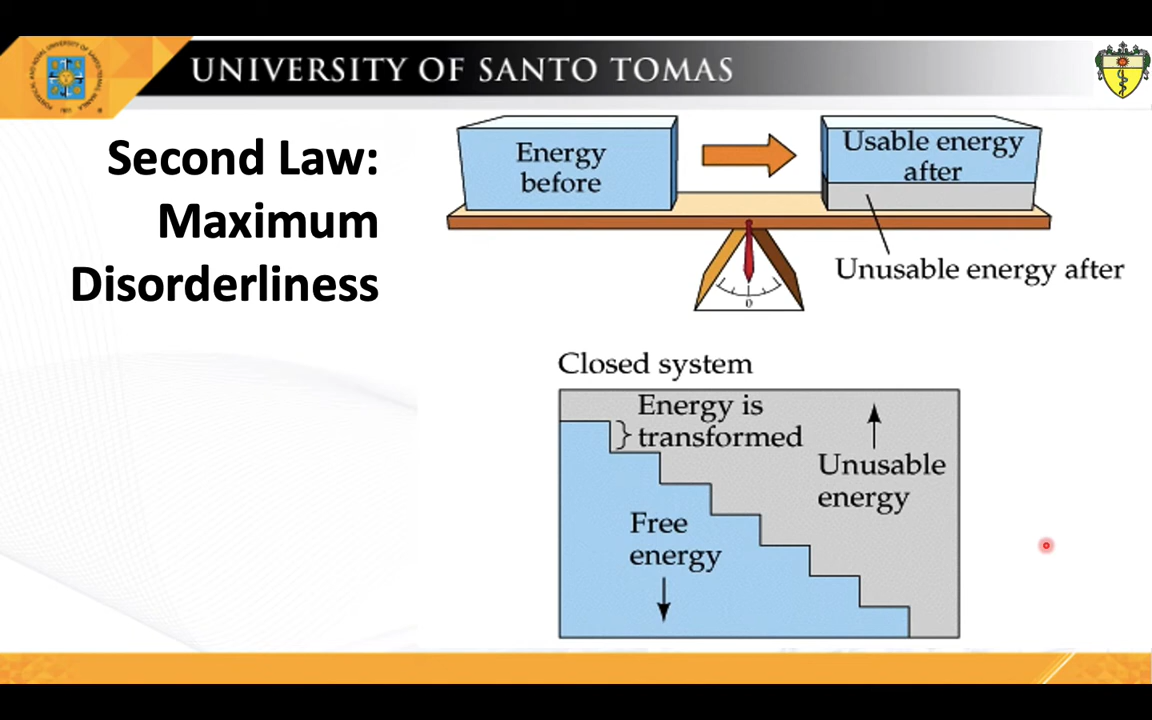 UNIVERSITY OF SANTO TOMAS
Second Law:
Maximum
Disorderliness
Energy
before
Usable energy
after
Unusable energy after
0
Closed system
Energy is
transformed
Unusable
energy
Free
energy